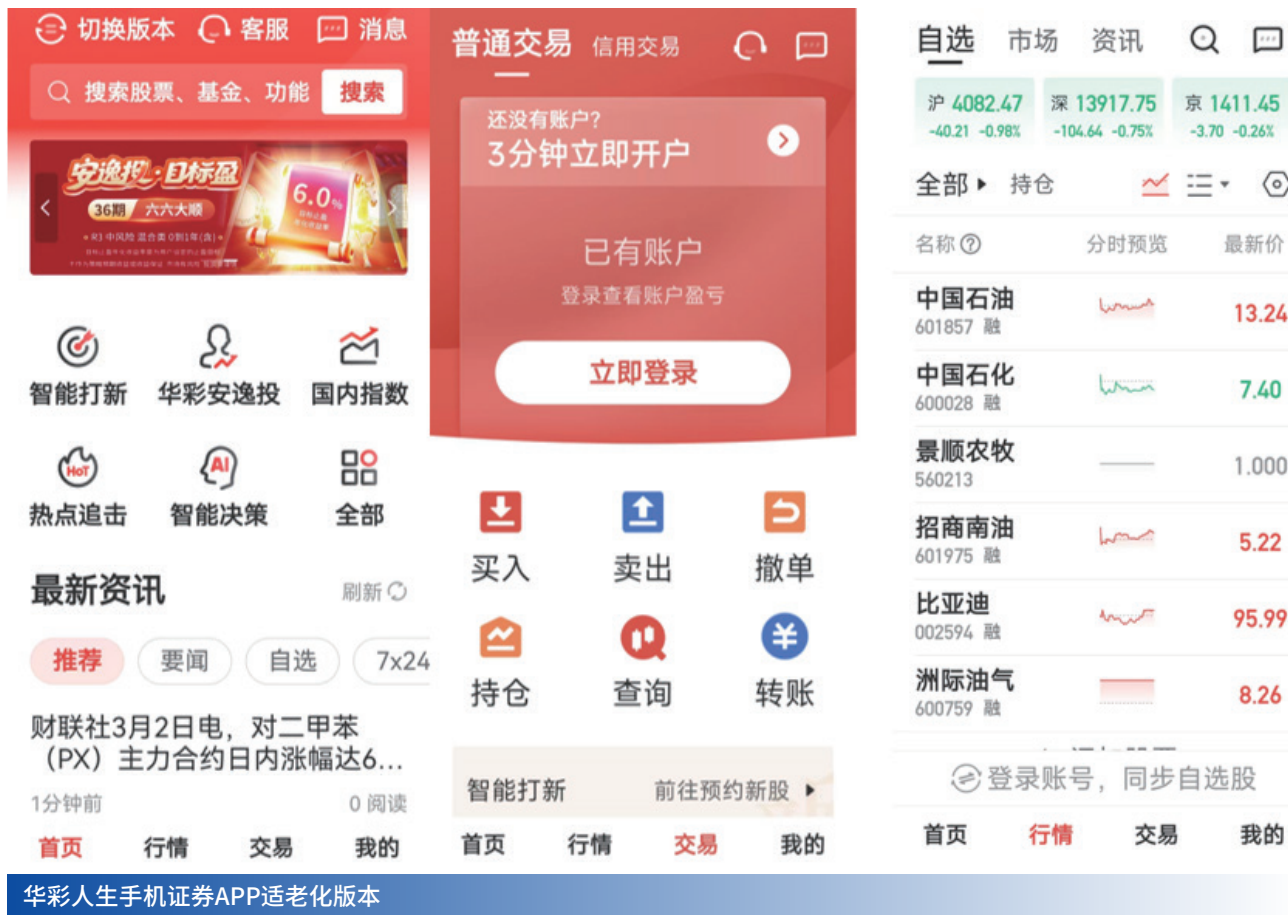 切换版本 客服 消息
搜索股票、基金、功能 搜索
安逸投·目标盈
36期 六六大顺
6.0%
R3 中风险 混合类 0到1年(含)
智能打新 华彩安逸投 国内指数
HOT AI
热点追击 智能决策 全部
最新资讯 刷新
推荐 要闻 自选 7x24
财联社3月2日电，对二甲苯
（PX）主力合约日内涨幅达6...
1分钟前 0 阅读
首页 行情 交易 我的
普通交易 信用交易
还没有账户?
3分钟立即开户
已有账户
登录查看账户盈亏
立即登录
买入 卖出 撤单
持仓 查询 转账
智能打新 前往预约新股
首页 行情 交易 我的
自选 市场 资讯
沪 4082.47 深 13917.75 京 1411.45
-40.21 -0.98% -104.64 -0.75% -3.70 -0.26%
全部 持仓
名称 分时预览 最新价
中国石油 13.24
601857 融
中国石化 7.40
600028 融
景顺农牧 1.000
560213
招商南油 5.22
601975 融
比亚迪 95.99
002594 融
洲际油气 8.26
600759 融
登录账号，同步自选股
首页 行情 交易 我的
华彩人生手机证券APP适老化版本